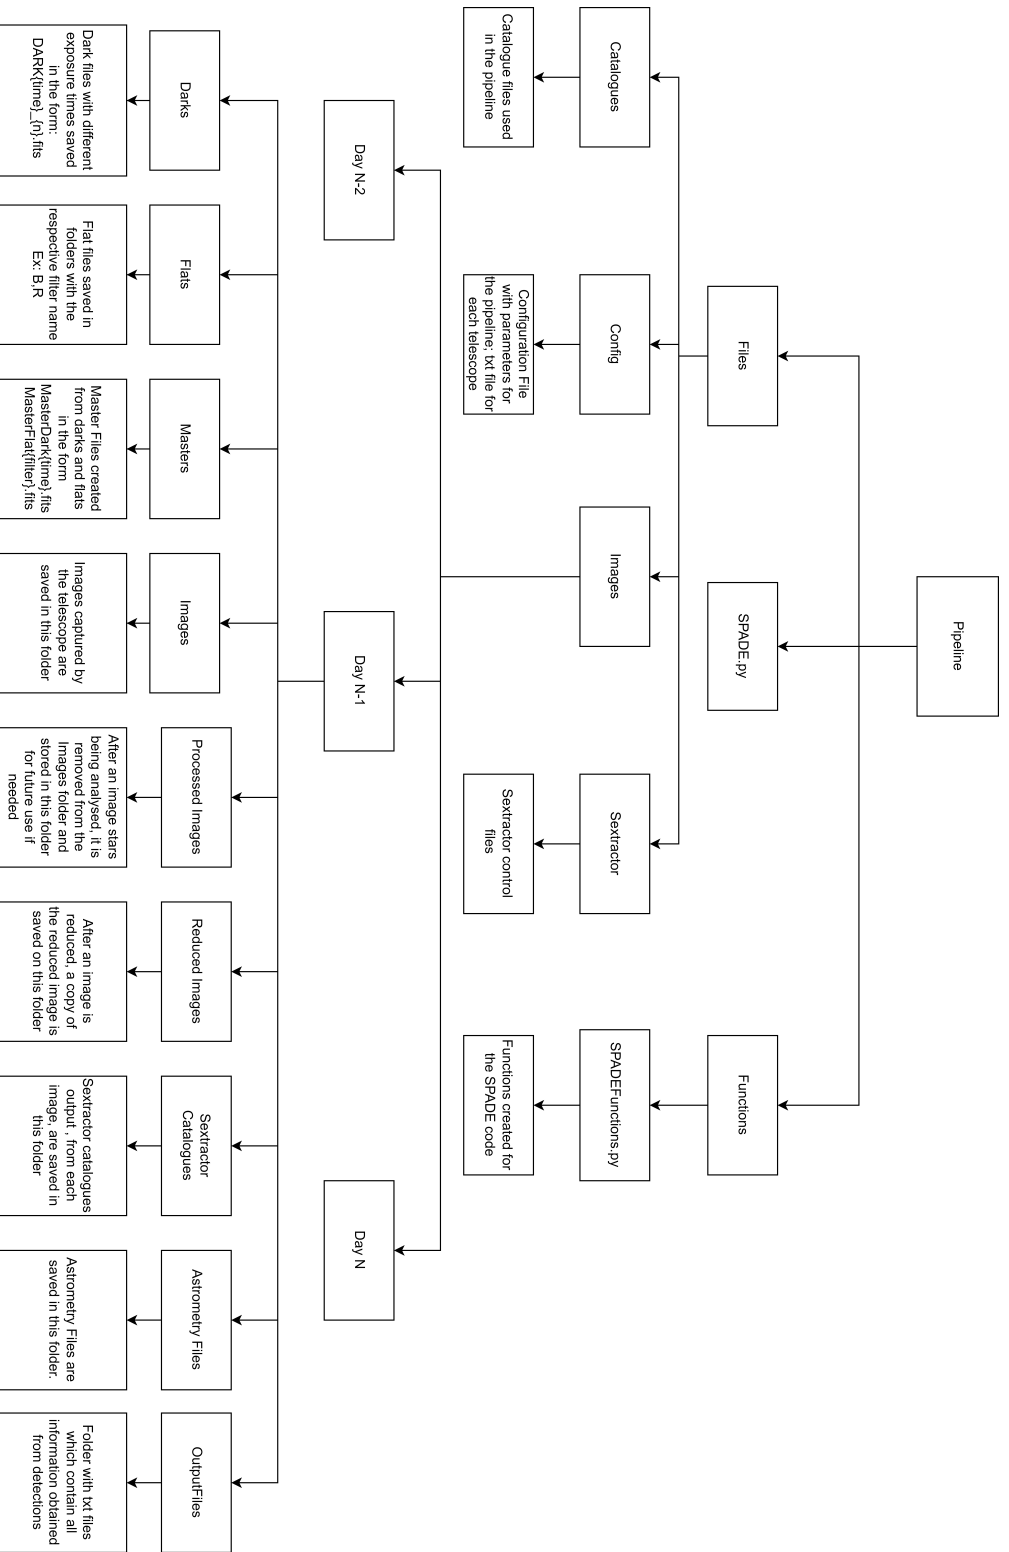 Pipeline
Files
SPADE.py
Functions
Catalogues
Config
Images
Sextractor
SPADEFunctions.py
Catalogue files used
in the pipeline
Configuration File
with parameters for
the pipeline; txt file for
each telescope
Sextractor control
files
Functions created for
the SPADE code
Day N-2
Day N-1
Day N
Darks
Flats
Masters
Images
Processed Images
Reduced Images
Sextractor
Catalogues
Astrometry Files
OutputFiles
Dark files with different
exposure times saved
in the form:
DARK{time}_{n}.fits
Flat files saved in
folders with the
respective filter name
Ex: B,R
Master Files created
from darks and flats
in the form
MasterDark{time}.fits
MasterFlat{filter}.fits
Images captured by
the telescope are
saved in this folder
After an image stars
being analysed, it is
removed from the
Images folder and
stored in this folder
for future use if
needed
After an image is
reduced, a copy of
the reduced image is
saved on this folder
Sextractor catalogues
output , from each
image, are saved in
this folder
Astrometry Files are
saved in this folder.
Folder with txt files
which contain all
information obtained
from detections